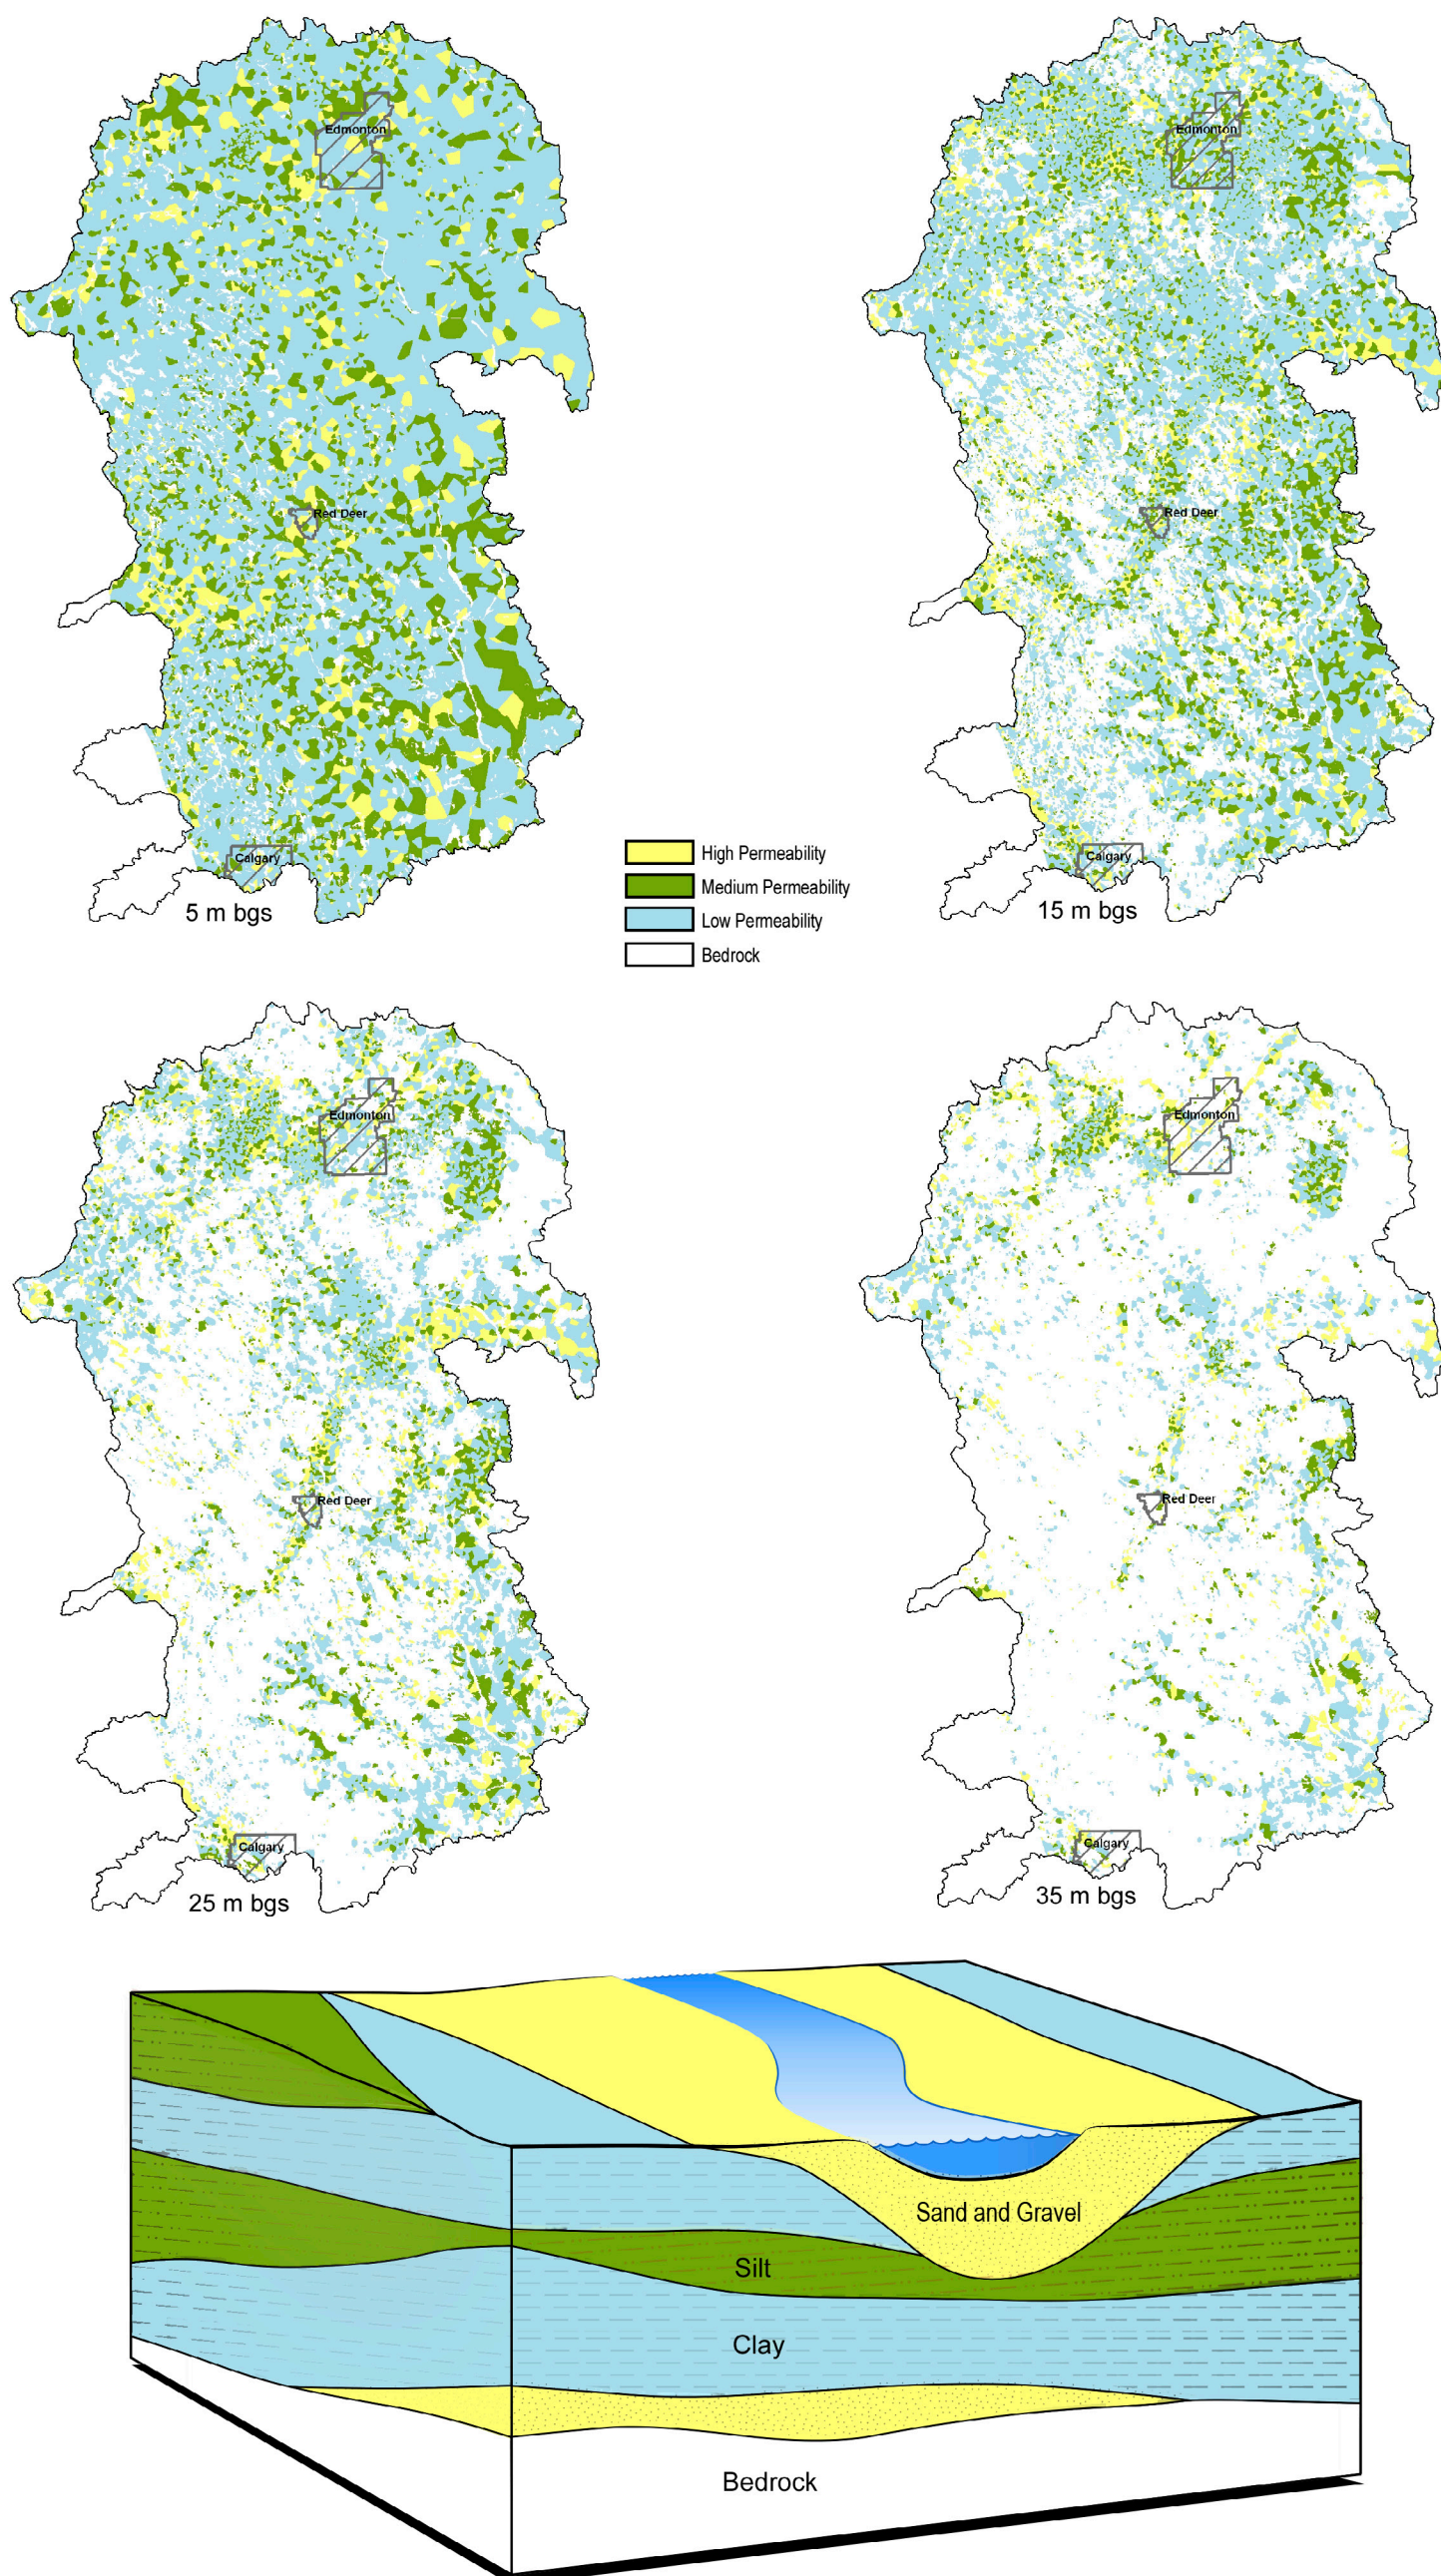 Edmonton
Edmonton
Red Deer
Red Deer
Calgary
Calgary
5 m bgs
15 m bgs
High Permeability
Medium Permeability
Low Permeability
Bedrock
Edmonton
Edmonton
Red Deer
Red Deer
Calgary
Calgary
25 m bgs
35 m bgs
Sand and Gravel
Silt
Clay
Bedrock